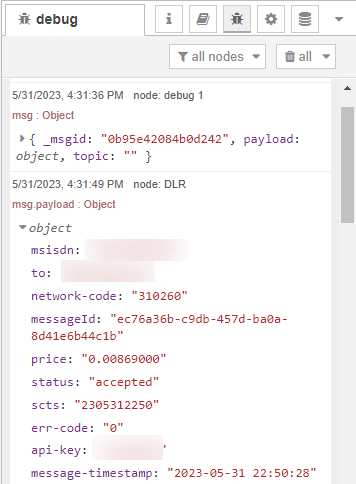 debug
i
all nodes
all
5/31/2023, 4:31:36 PM node: debug 1
msg : Object
{ _msgid: "0b95e42084b0d242", payload:
object, topic: "" }
5/31/2023, 4:31:49 PM node: DLR
msg.payload : Object
object
msisdn:
to:
network-code: "310260"
messageId: "ec76a36b-c9db-457d-ba0a-
8d41e6b44c1b"
price: "0.00869000"
status: "accepted"
scts: "2305312250"
err-code: "0"
api-key: '
message-timestamp: "2023-05-31 22:50:28"